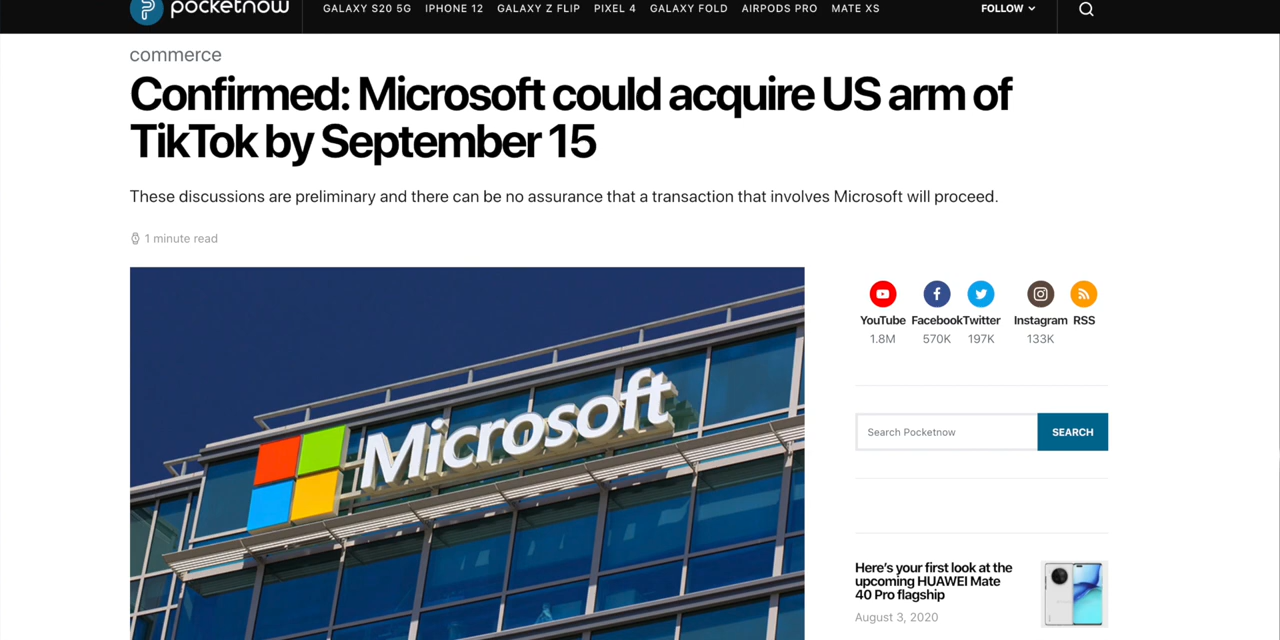 pocketnow
GALAXY S20 5G IPHONE 12 GALAXY Z FLIP PIXEL 4 GALAXY FOLD AIRPODS PRO MATE XS
FOLLOW
commerce
Confirmed: Microsoft could acquire US arm of
TikTok by September 15
These discussions are preliminary and there can be no assurance that a transaction that involves Microsoft will proceed.
1 minute read
Microsoft
YouTube Facebook Twitter Instagram RSS
1.8M 570K 197K 133K
Search Pocketnow SEARCH
Here's your first look at the
upcoming HUAWEI Mate
40 Pro flagship
August 3, 2020